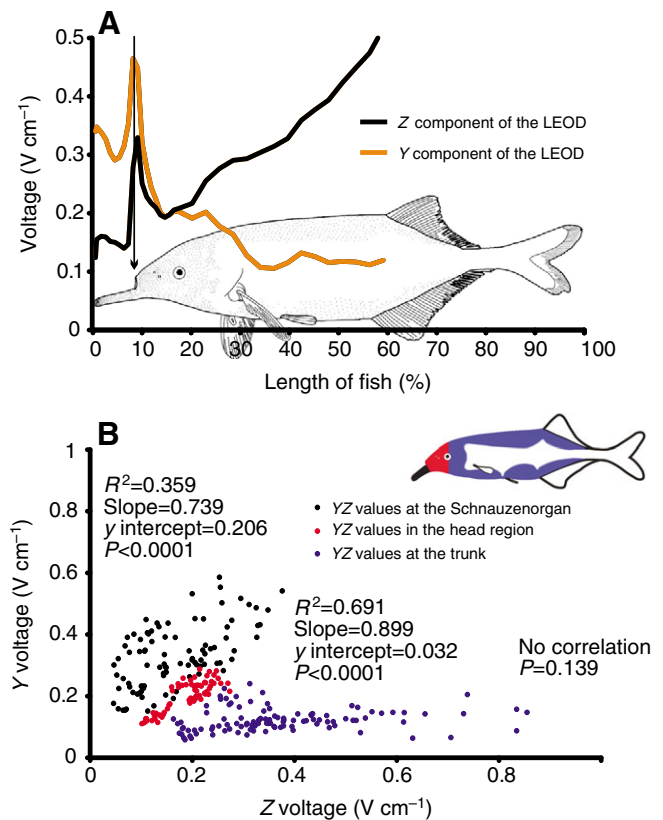 A
0.5
0.4
0.3
0.2
0.1
0
Voltage (V cm⁻¹)
Z component of the LEOD
Y component of the LEOD
0 10 20 30 40 50 60 70 80 90 100
Length of fish (%)
B
1
0.8
0.6
0.4
0.2
0
Y voltage (V cm⁻¹)
R²=0.359
Slope=0.739
y intercept=0.206
P<0.0001
YZ values at the Schnauzenorgan
YZ values in the head region
YZ values at the trunk
R²=0.691
Slope=0.899
y intercept=0.032
P<0.0001
No correlation
P=0.139
0 0.2 0.4 0.6 0.8
Z voltage (V cm⁻¹)